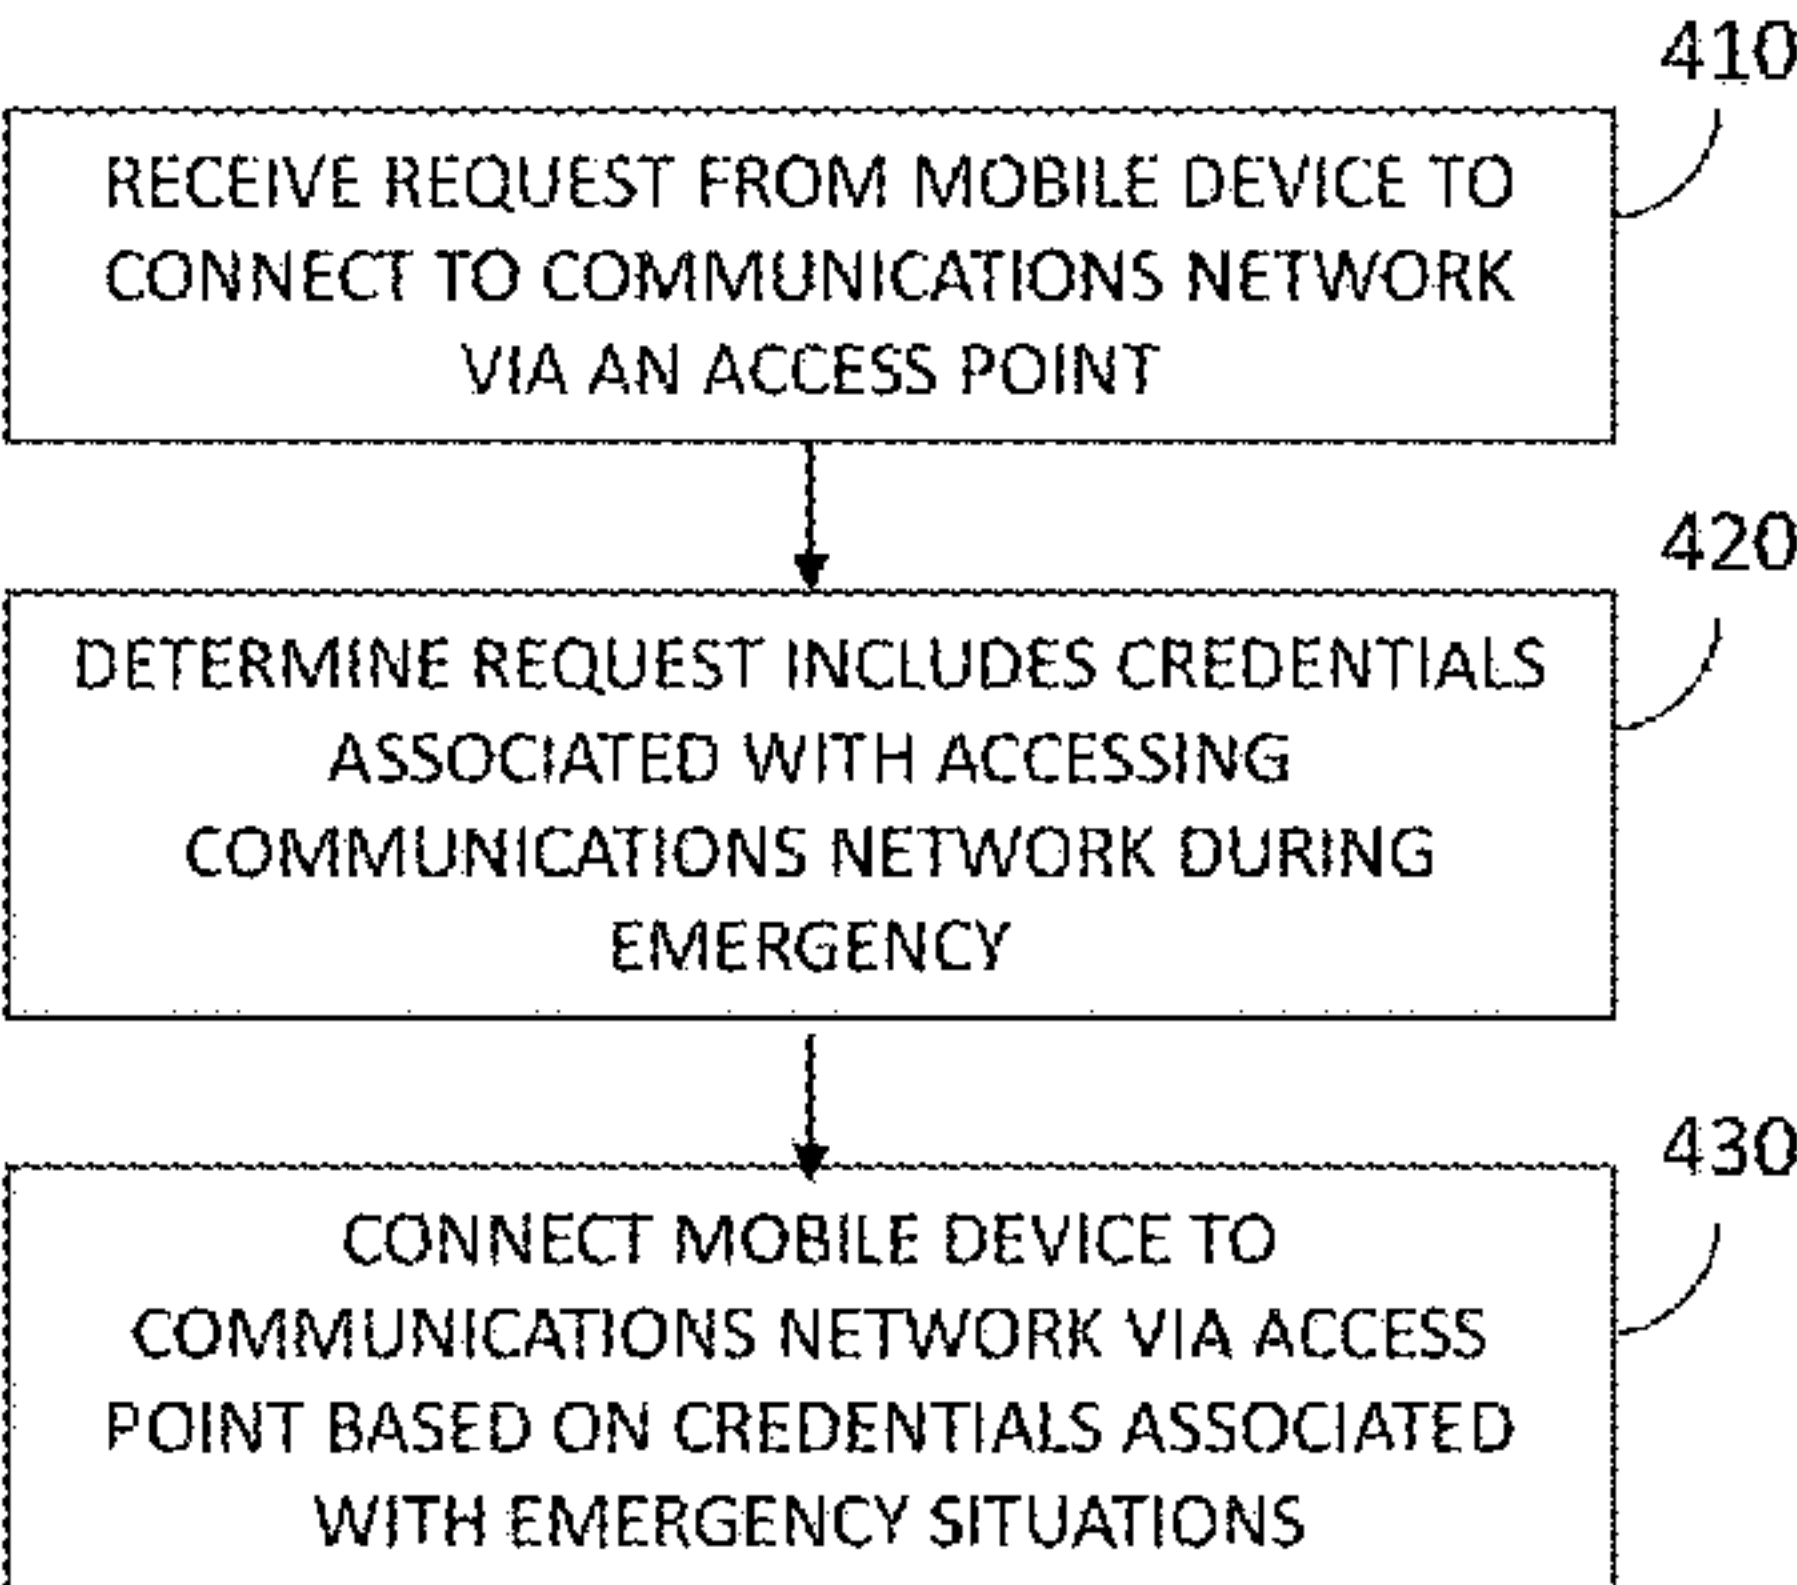 410
RECEIVE REQUEST FROM MOBILE DEVICE TO
CONNECT TO COMMUNICATIONS NETWORK
VIA AN ACCESS POINT
420
DETERMINE REQUEST INCLUDES CREDENTIALS
ASSOCIATED WITH ACCESSING
COMMUNICATIONS NETWORK DURING
EMERGENCY
430
CONNECT MOBILE DEVICE TO
COMMUNICATIONS NETWORK VIA ACCESS
POINT BASED ON CREDENTIALS ASSOCIATED
WITH EMERGENCY SITUATIONS